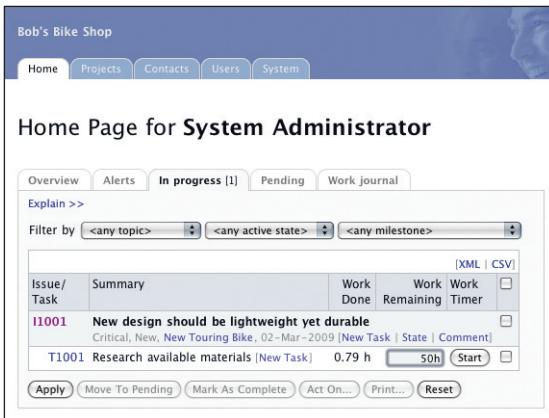 Bob's Bike Shop
Home Projects Contacts Users System
Home Page for System Administrator
Overview Alerts In progress [1] Pending Work journal
Explain >>
Filter by <any topic> <any active state> <any milestone>
[XML | CSV]
Issue/ Task Summary Work Done Work Remaining Work Timer
I1001 New design should be lightweight yet durable
Critical, New, New Touring Bike, 02-Mar-2009 [New Task | State | Comment]
T1001 Research available materials [New Task] 0.79 h 50h Start
Apply Move To Pending Mark As Complete Act On... Print... Reset